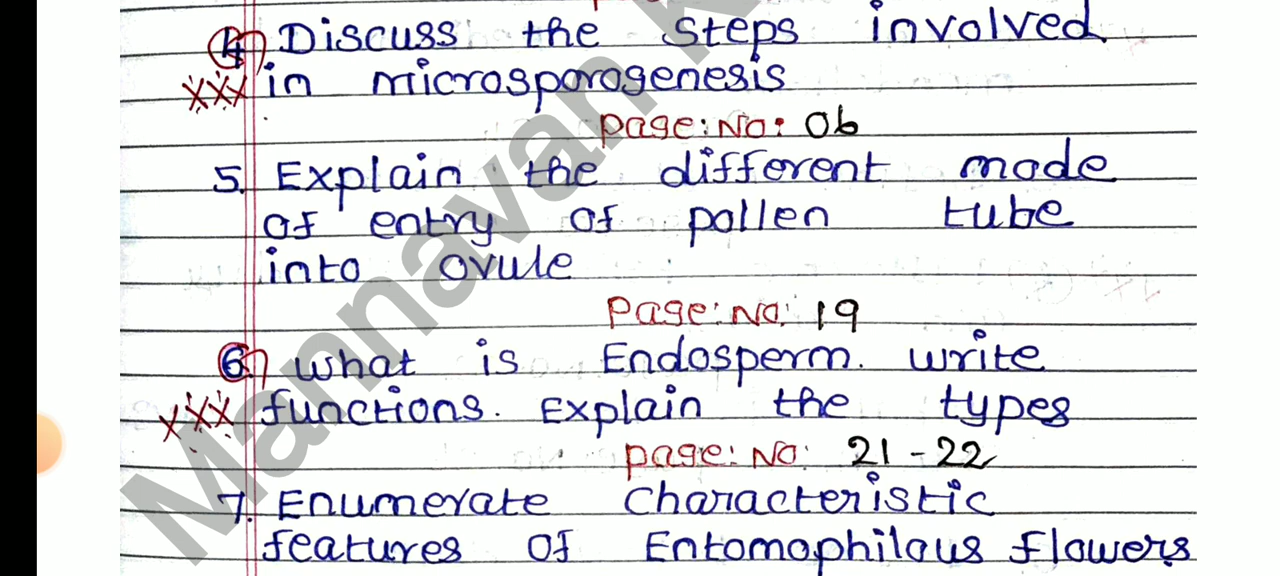 4) Discuss the steps involved
*** in microsporogenesis
Page: No: 06
5. Explain the different mode
of entry of pollen tube
into ovule
Page: No: 19
6.) What is Endosperm. write
*** functions. Explain the types
Page: No: 21-22
7. Enumerate characteristic
features of Entomophilous flowers
Mannavan K